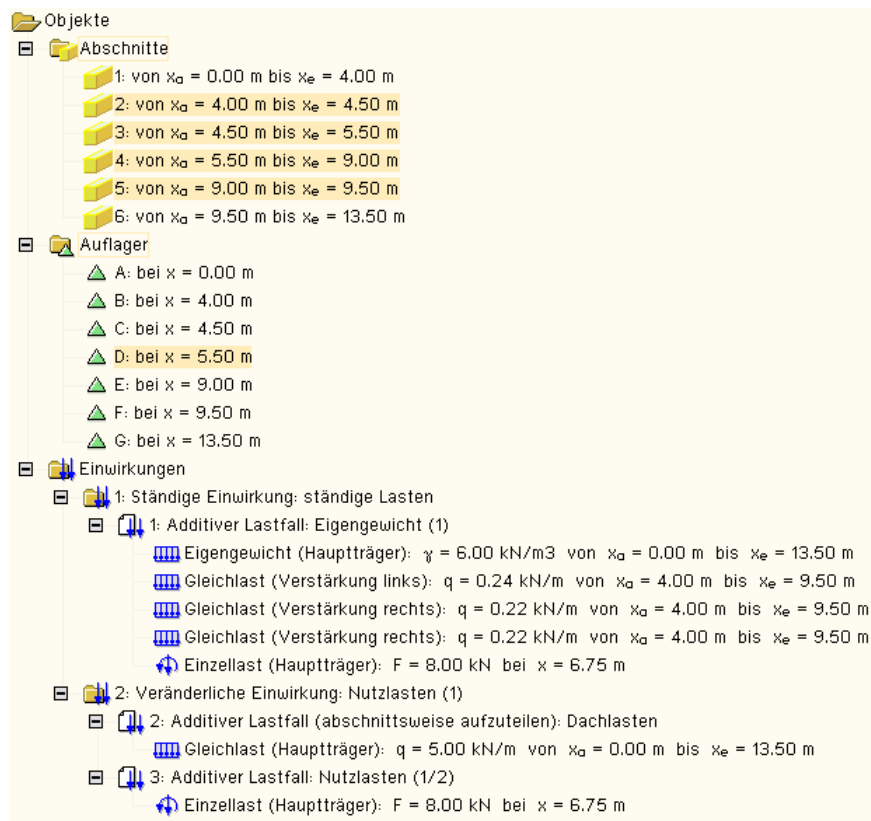 Objekte
Abschnitte
1: von xa = 0.00 m bis xe = 4.00 m
2: von xa = 4.00 m bis xe = 4.50 m
3: von xa = 4.50 m bis xe = 5.50 m
4: von xa = 5.50 m bis xe = 9.00 m
5: von xa = 9.00 m bis xe = 9.50 m
6: von xa = 9.50 m bis xe = 13.50 m
Auflager
A: bei x = 0.00 m
B: bei x = 4.00 m
C: bei x = 4.50 m
D: bei x = 5.50 m
E: bei x = 9.00 m
F: bei x = 9.50 m
G: bei x = 13.50 m
Einwirkungen
1: Ständige Einwirkung: ständige Lasten
1: Additiver Lastfall: Eigengewicht (1)
Eigengewicht (Hauptträger): γ = 6.00 kN/m3 von xa = 0.00 m bis xe = 13.50 m
Gleichlast (Verstärkung links): q = 0.24 kN/m von xa = 4.00 m bis xe = 9.50 m
Gleichlast (Verstärkung rechts): q = 0.22 kN/m von xa = 4.00 m bis xe = 9.50 m
Gleichlast (Verstärkung rechts): q = 0.22 kN/m von xa = 4.00 m bis xe = 9.50 m
Einzellast (Hauptträger): F = 8.00 kN bei x = 6.75 m
2: Veränderliche Einwirkung: Nutzlasten (1)
2: Additiver Lastfall (abschnittsweise aufzuteilen): Dachlasten
Gleichlast (Hauptträger): q = 5.00 kN/m von xa = 0.00 m bis xe = 13.50 m
3: Additiver Lastfall: Nutzlasten (1/2)
Einzellast (Hauptträger): F = 8.00 kN bei x = 6.75 m